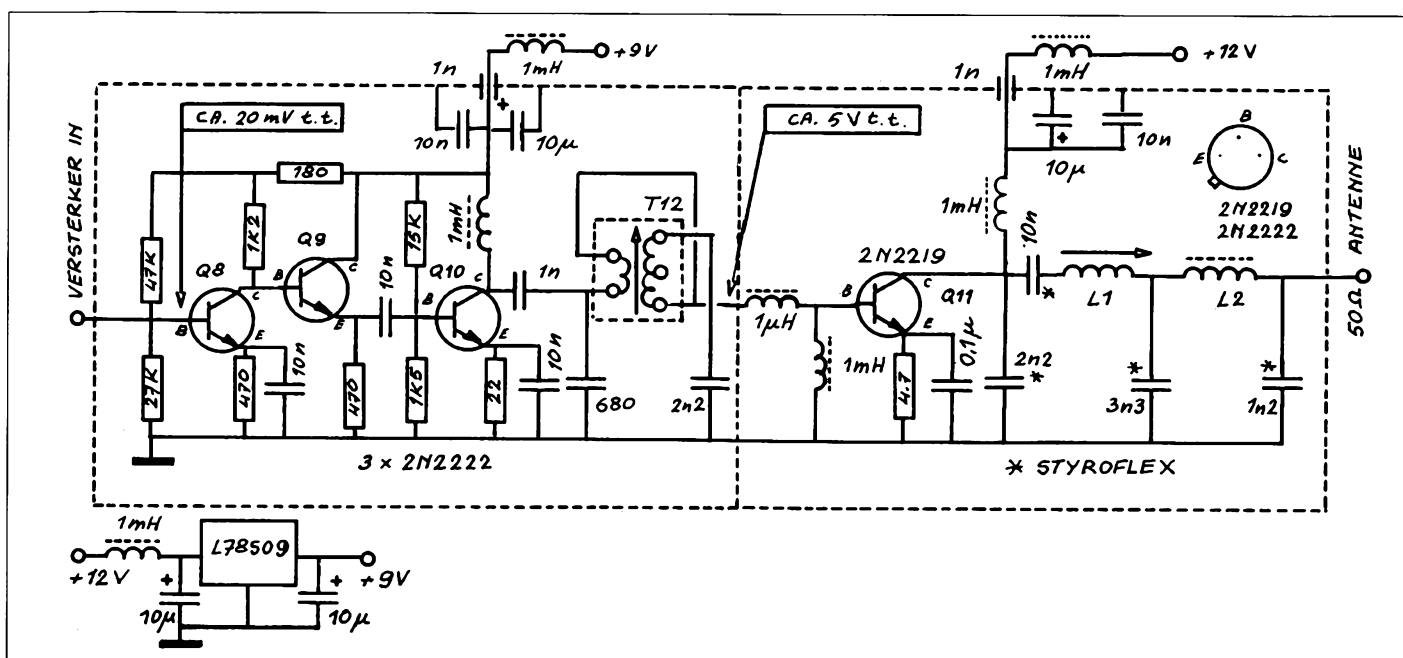 +9V
1n
1mH
CA. 20 mV t.t.
10n
10µ
+
180
VERSTERKER IN
47K
1K2
Q8
B
C
E
27K
470
10n
Q9
B
C
E
470
10n
15K
1K5
1mH
Q10
B
C
E
22
10n
1n
680
T12
2n2
3 x 2N2222
+12V
1n
1mH
CA. 5V t.t.
+
10µ
10n
B
E
C
2N2219
2N2222
1µH
1mH
2N2219
B
C
E
Q11
4.7
0,1µ
1mH
10n
*
2n2
*
L1
*
3n3
L2
*
1n2
50Ω ANTENNE
* STYROFLEX
1mH
+12V
+
10µ
L78S09
+
10µ
+9V